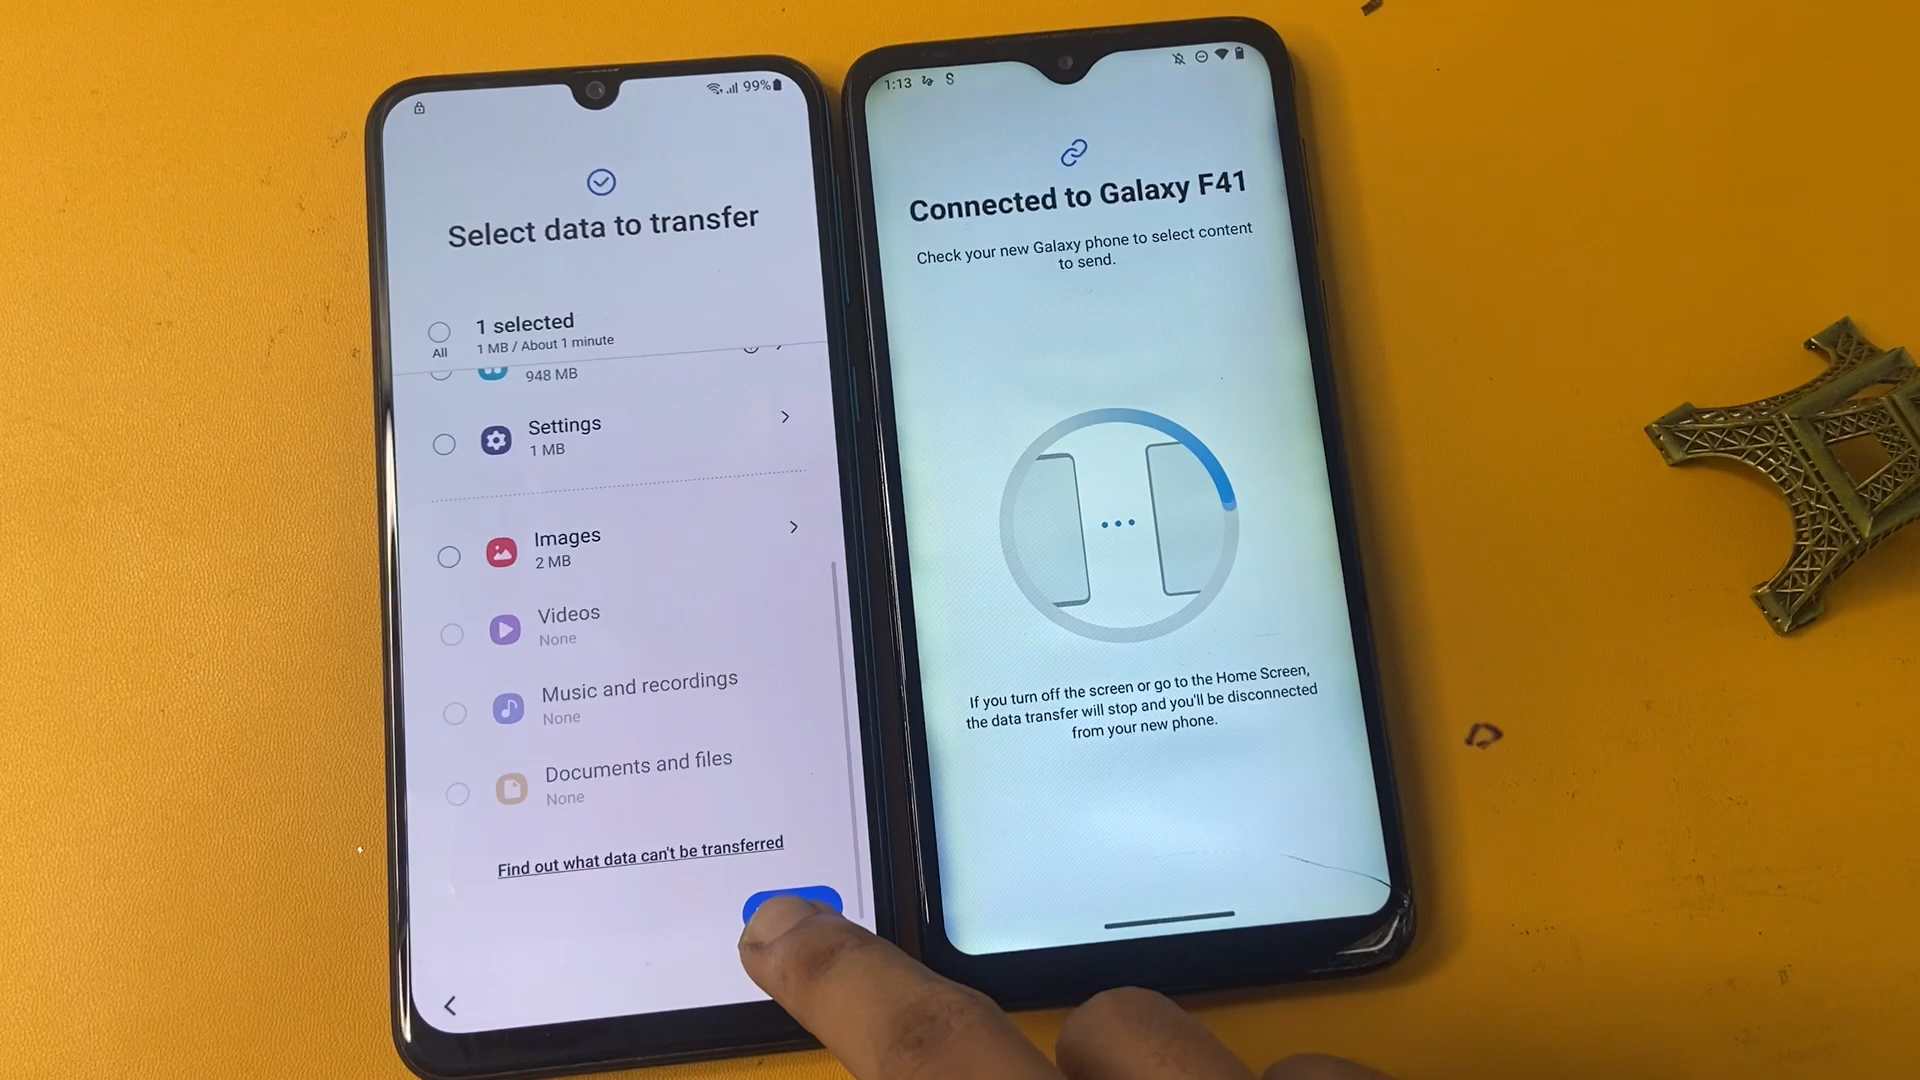 99%
Select data to transfer
1 selected
All
1 MB / About 1 minute
948 MB
Settings
1 MB
Images
2 MB
Videos
None
Music and recordings
None
Documents and files
None
Find out what data can't be transferred
1:13
Connected to Galaxy F41
Check your new Galaxy phone to select content
to send.
If you turn off the screen or go to the Home Screen,
the data transfer will stop and you'll be disconnected
from your new phone.